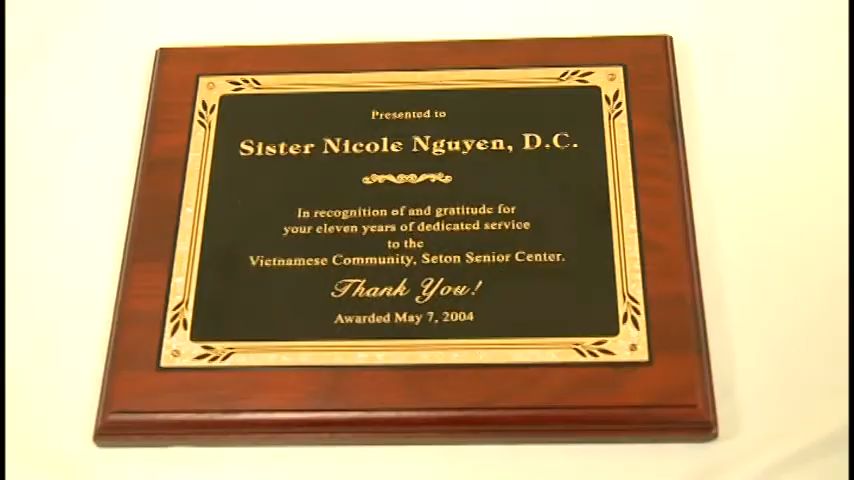 Presented to
Sister Nicole Nguyen, D.C.
In recognition of and gratitude for
your eleven years of dedicated service
to the
Vietnamese Community, Seton Senior Center.
Thank You!
Awarded May 7, 2004